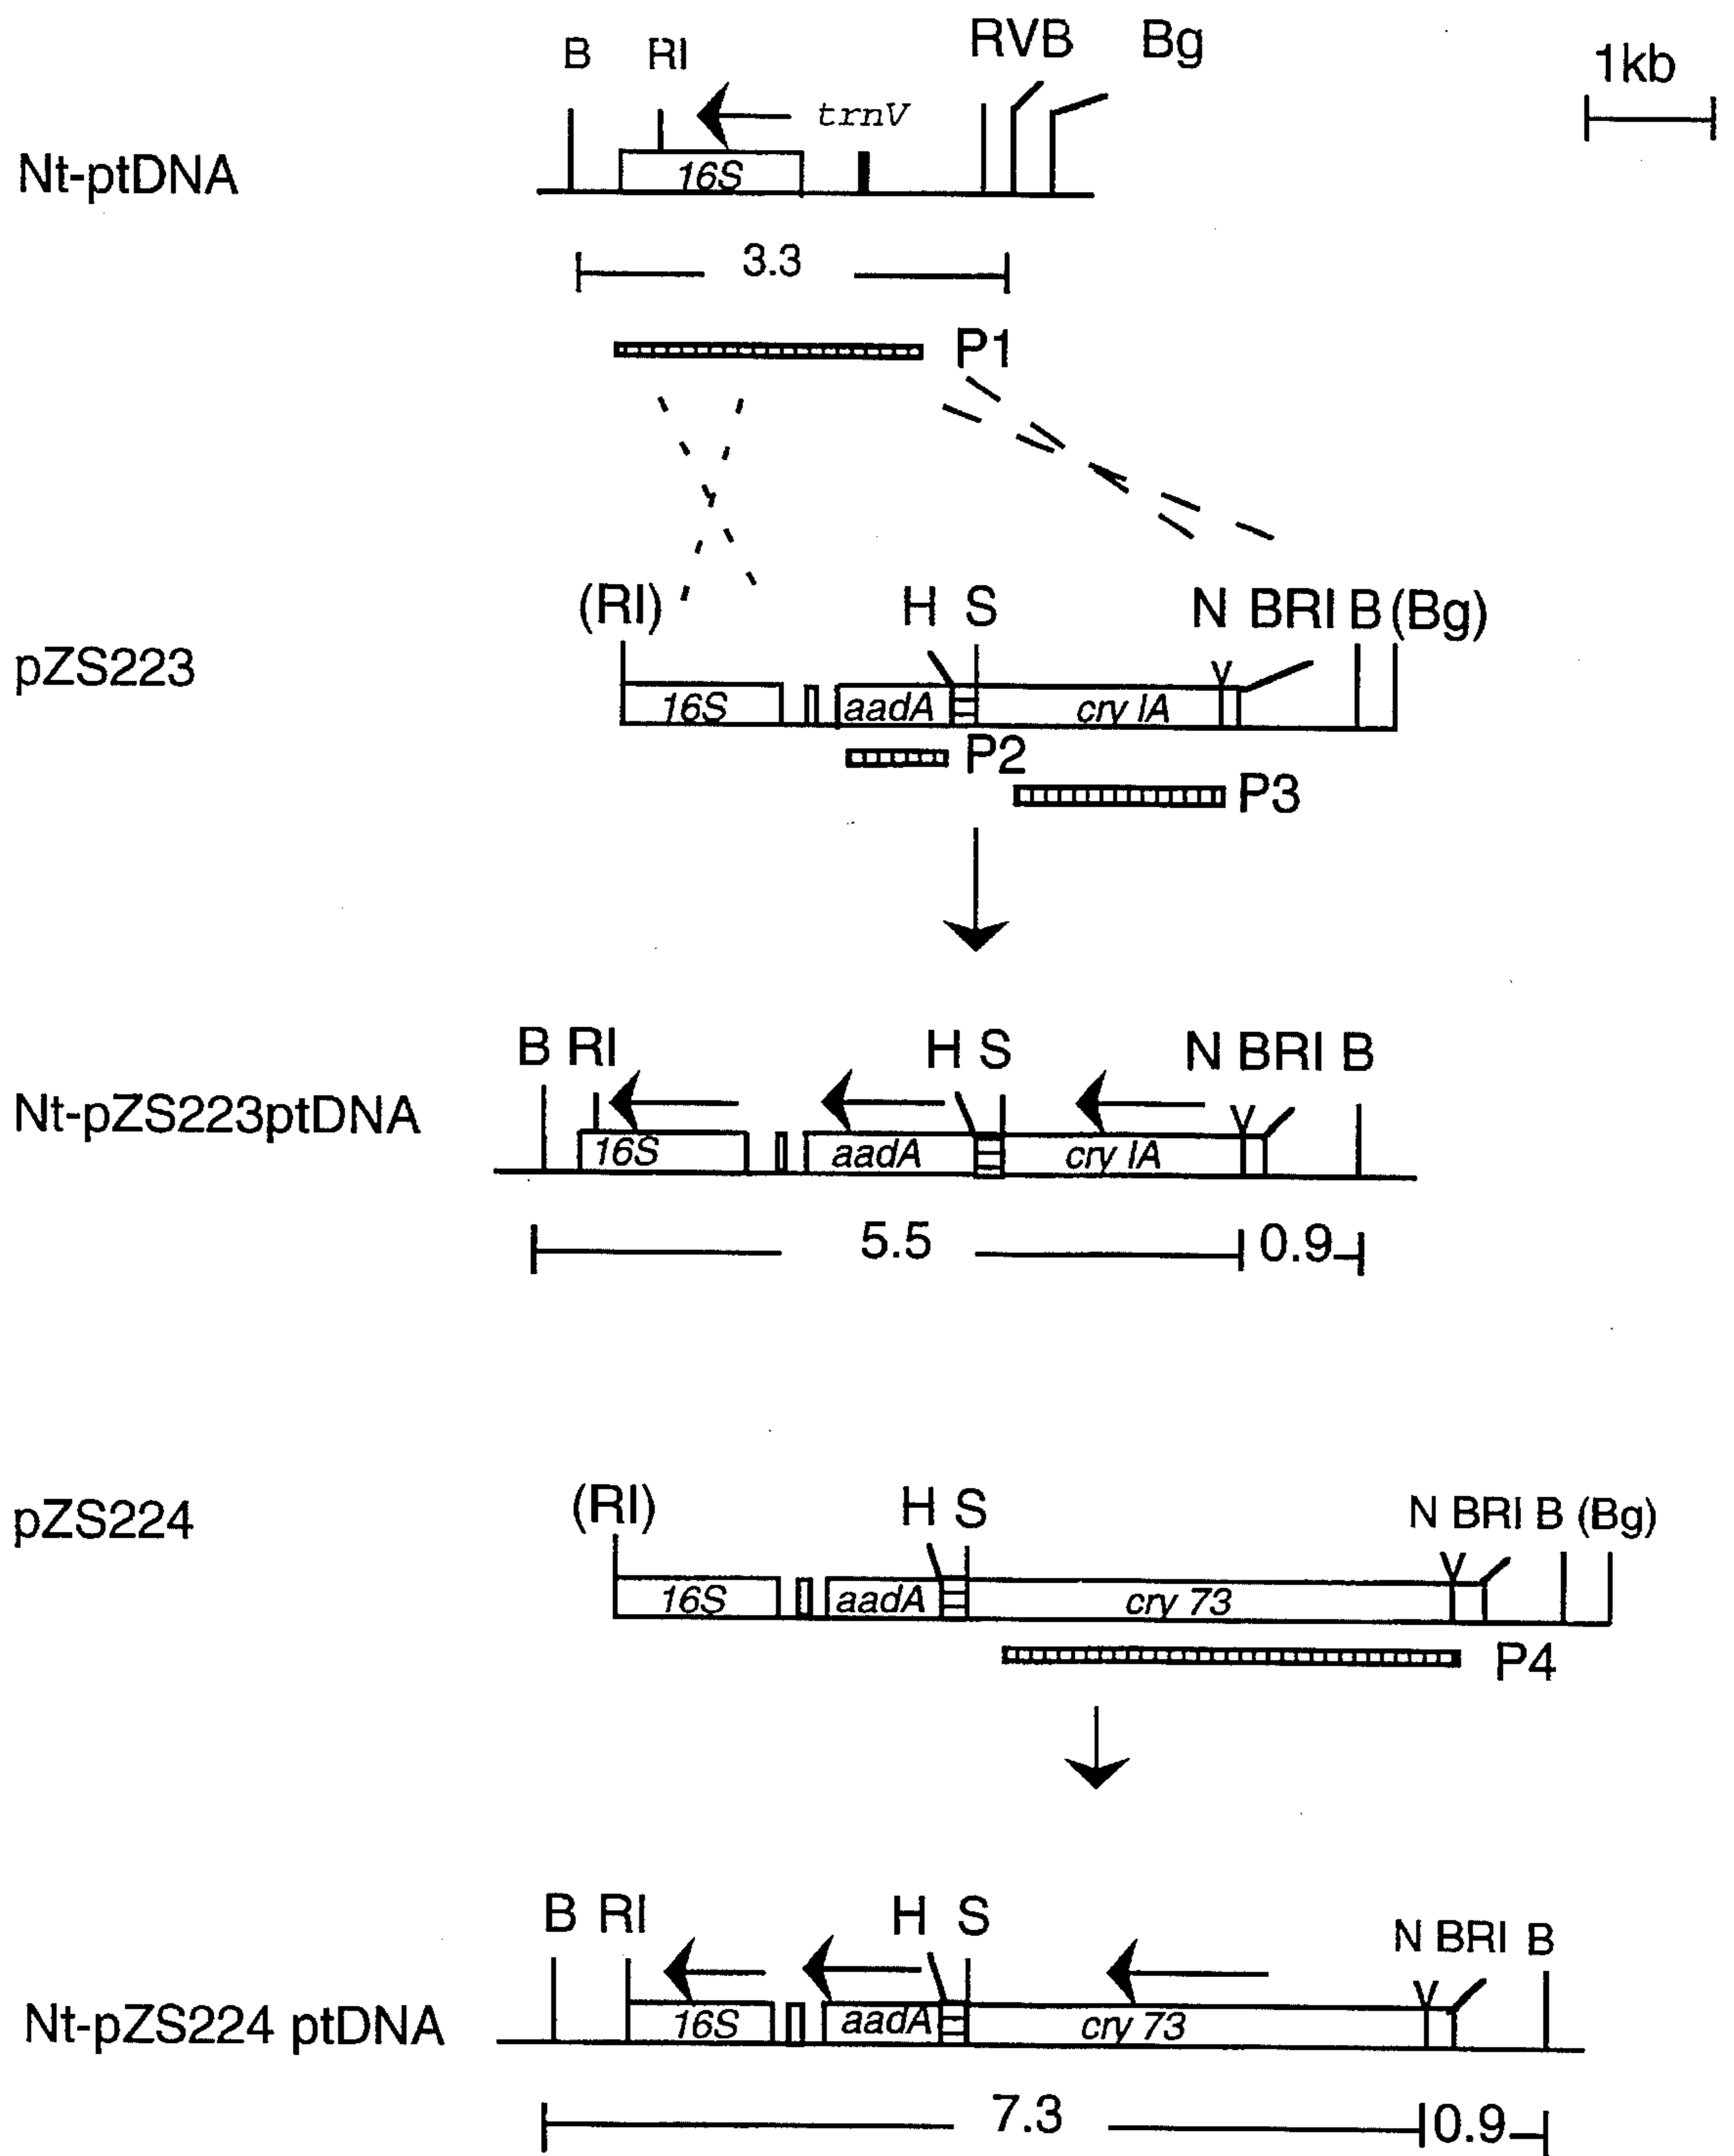 B RI RVB Bg
1kb
trnV
Nt-ptDNA
16S
3.3
P1
(RI) H S N BRI B (Bg)
pZS223
16S aadA cry IA
P2
P3
B RI H S N BRI B
Nt-pZS223ptDNA
16S aadA cry IA
5.5 0.9
(RI) H S N BRI B (Bg)
pZS224
16S aadA cry 73
P4
B RI H S N BRI B
Nt-pZS224 ptDNA
16S aadA cry 73
7.3 0.9